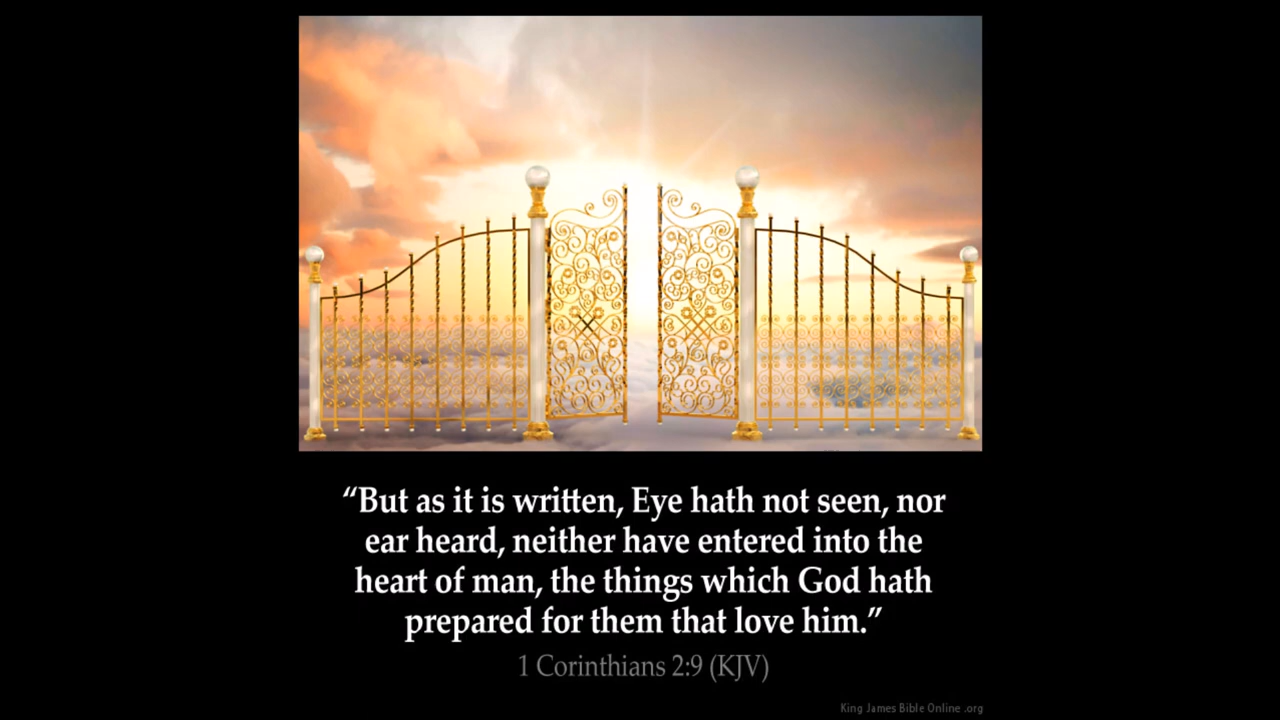 “But as it is written, Eye hath not seen, nor
ear heard, neither have entered into the
heart of man, the things which God hath
prepared for them that love him.”
1 Corinthians 2:9 (KJV)
King James Bible Online .org